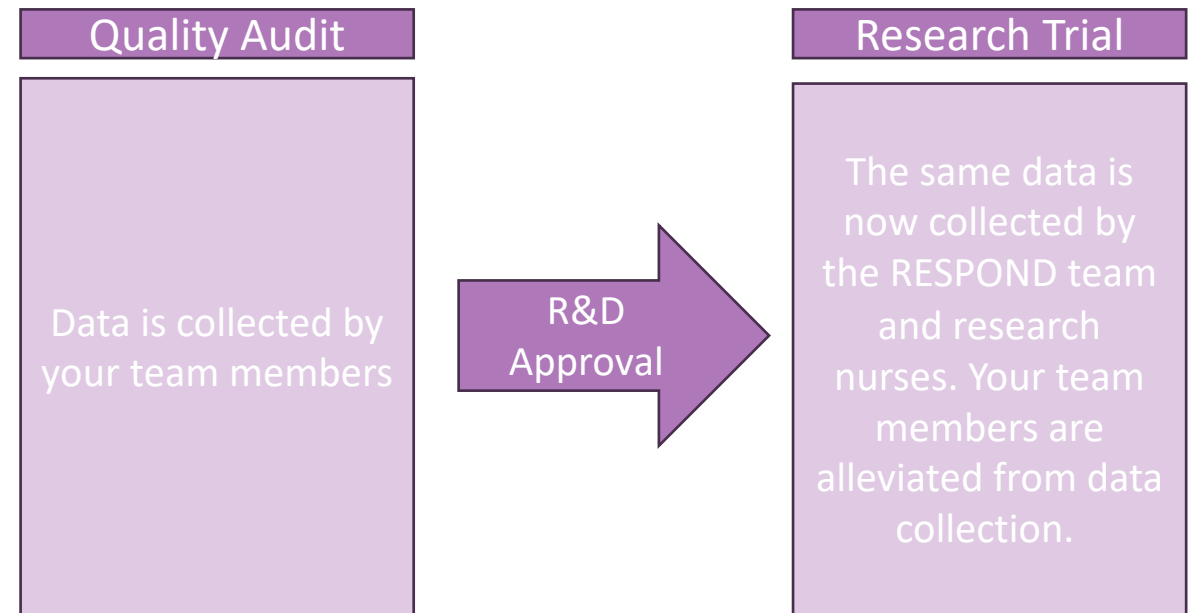 Quality Audit
Data is collected by
your team members
R&D
Approval
Research Trial
The same data is
now collected by
the RESPOND team
and research
nurses. Your team
members are
alleviated from data
collection.